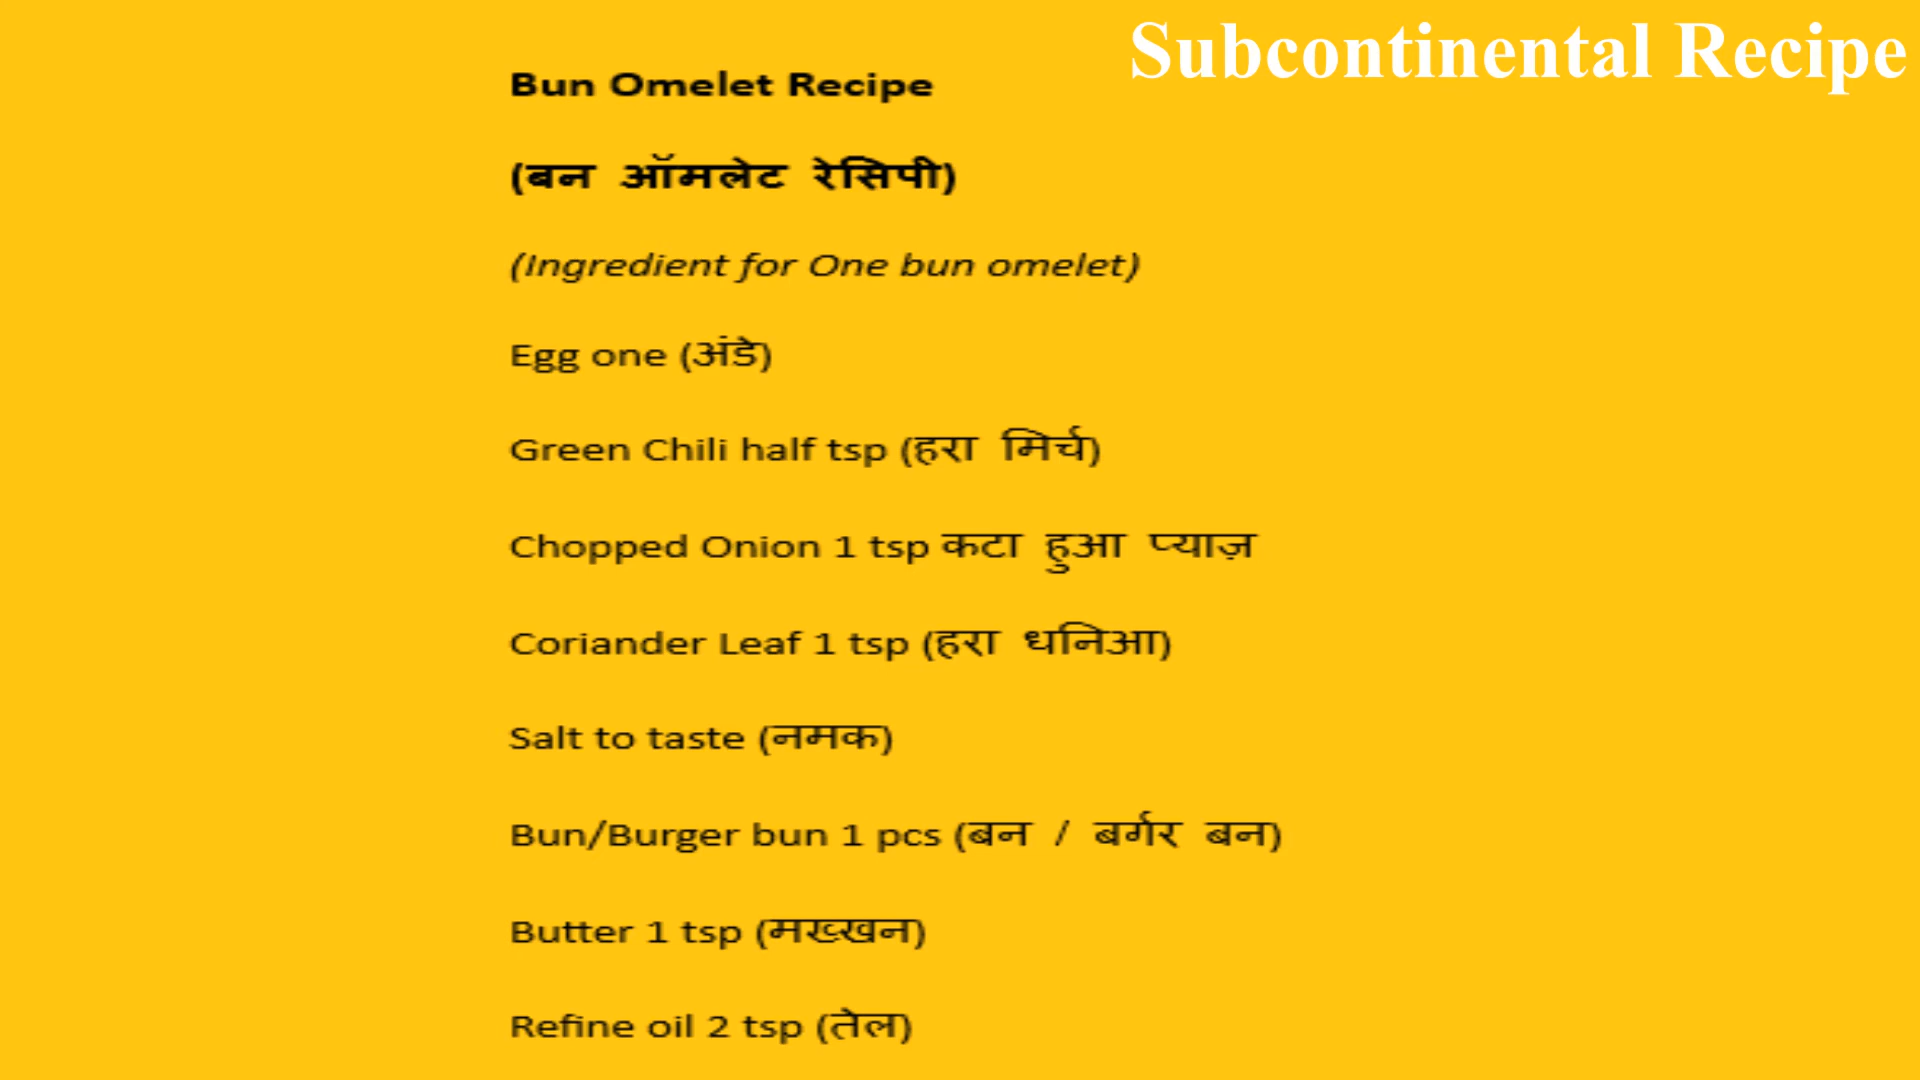 Subcontinental Recipe
Bun Omelet Recipe
(बन ऑमलेट रेसिपी)
(Ingredient for One bun omelet)
Egg one (अंडे)
Green Chili half tsp (हरा मिर्च)
Chopped Onion 1 tsp कटा हुआ प्याज़
Coriander Leaf 1 tsp (हरा धनिआ)
Salt to taste (नमक)
Bun/Burger bun 1 pcs (बन / बर्गर बन)
Butter 1 tsp (मख्खन)
Refine oil 2 tsp (तेल)